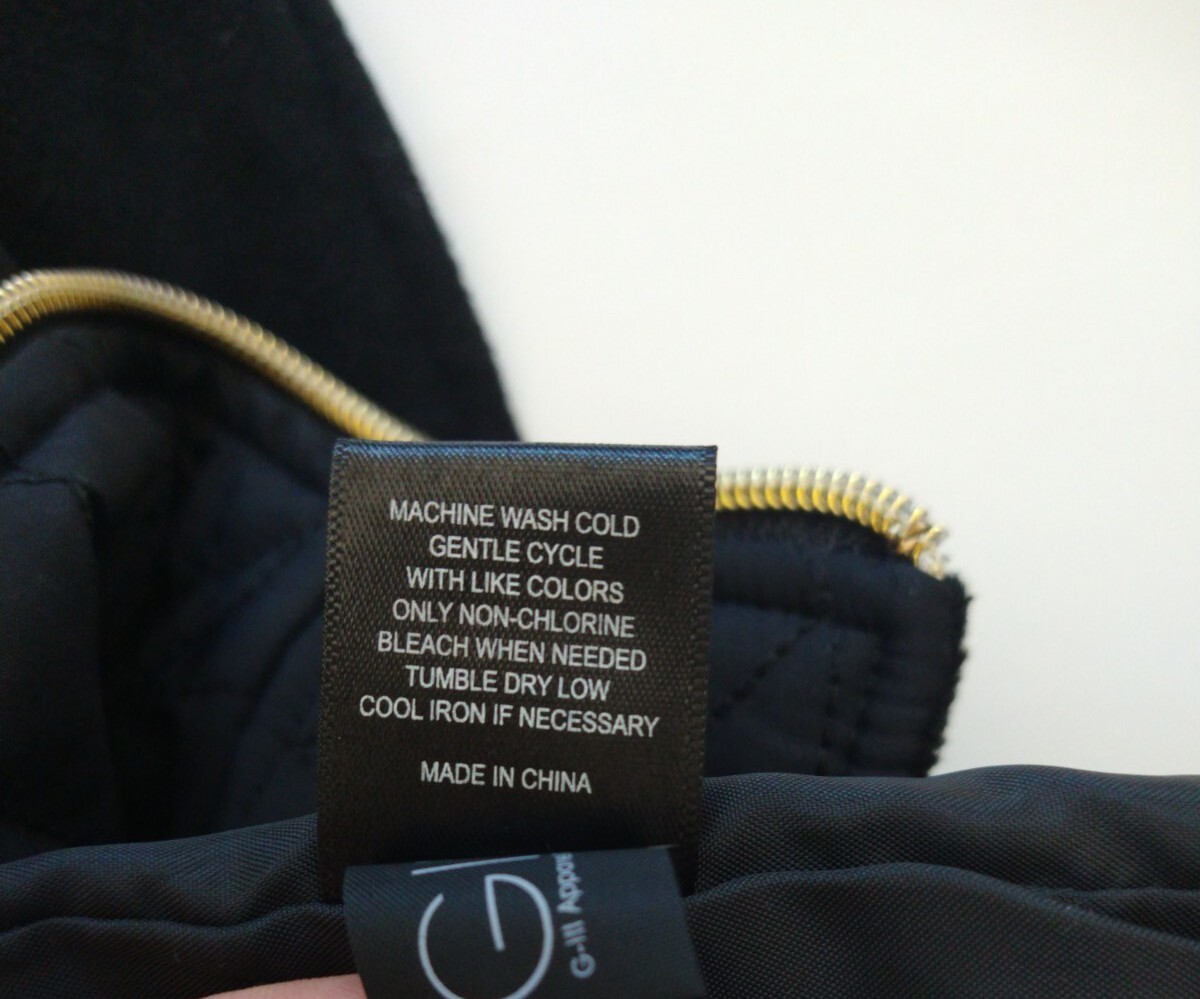 MACHINE WASH COLD
GENTLE CYCLE
WITH LIKE COLORS
ONLY NON-CHLORINE
BLEACH WHEN NEEDED
TUMBLE DRY LOW
COOL IRON IF NECESSARY
MADE IN CHINA
G-III